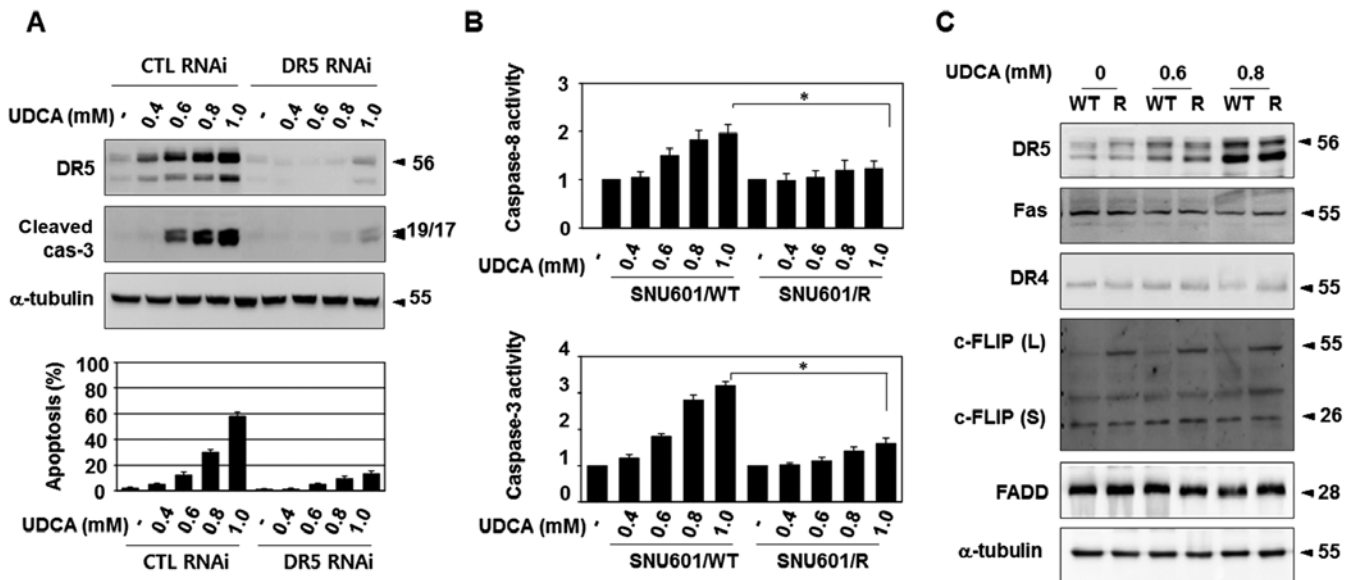 A
CTL RNAi DR5 RNAi
UDCA (mM) - 0.4 0.6 0.8 1.0 - 0.4 0.6 0.8 1.0
DR5 56
Cleaved cas-3 19/17
α-tubulin 55
Apoptosis (%)
100
80
60
40
20
0
UDCA (mM) - 0.4 0.6 0.8 1.0 - 0.4 0.6 0.8 1.0
CTL RNAi DR5 RNAi
B
Caspase-8 activity
3
2
1
0
*
UDCA (mM) - 0.4 0.6 0.8 1.0 - 0.4 0.6 0.8 1.0
SNU601/WT SNU601/R
Caspase-3 activity
4
3
2
1
0
*
UDCA (mM) - 0.4 0.6 0.8 1.0 - 0.4 0.6 0.8 1.0
SNU601/WT SNU601/R
C
UDCA (mM) 0 0.6 0.8
WT R WT R WT R
DR5 56
Fas 55
DR4 55
c-FLIP (L) 55
c-FLIP (S) 26
FADD 28
α-tubulin 55